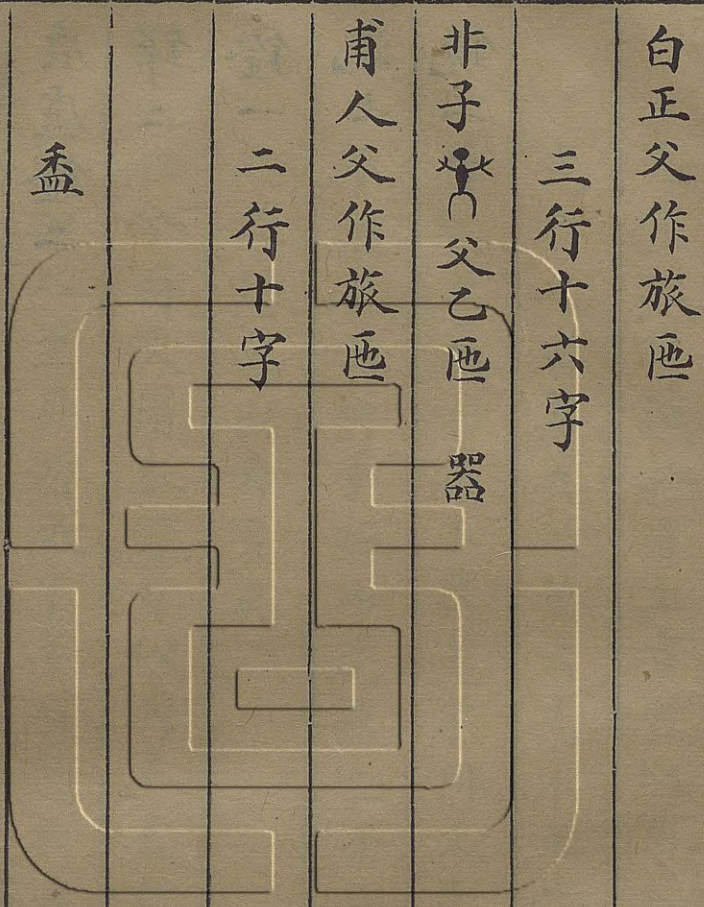 白正父作旅匜
三行十六字
非子父乙匜 器
甫人父作旅匜
二行十字
盉